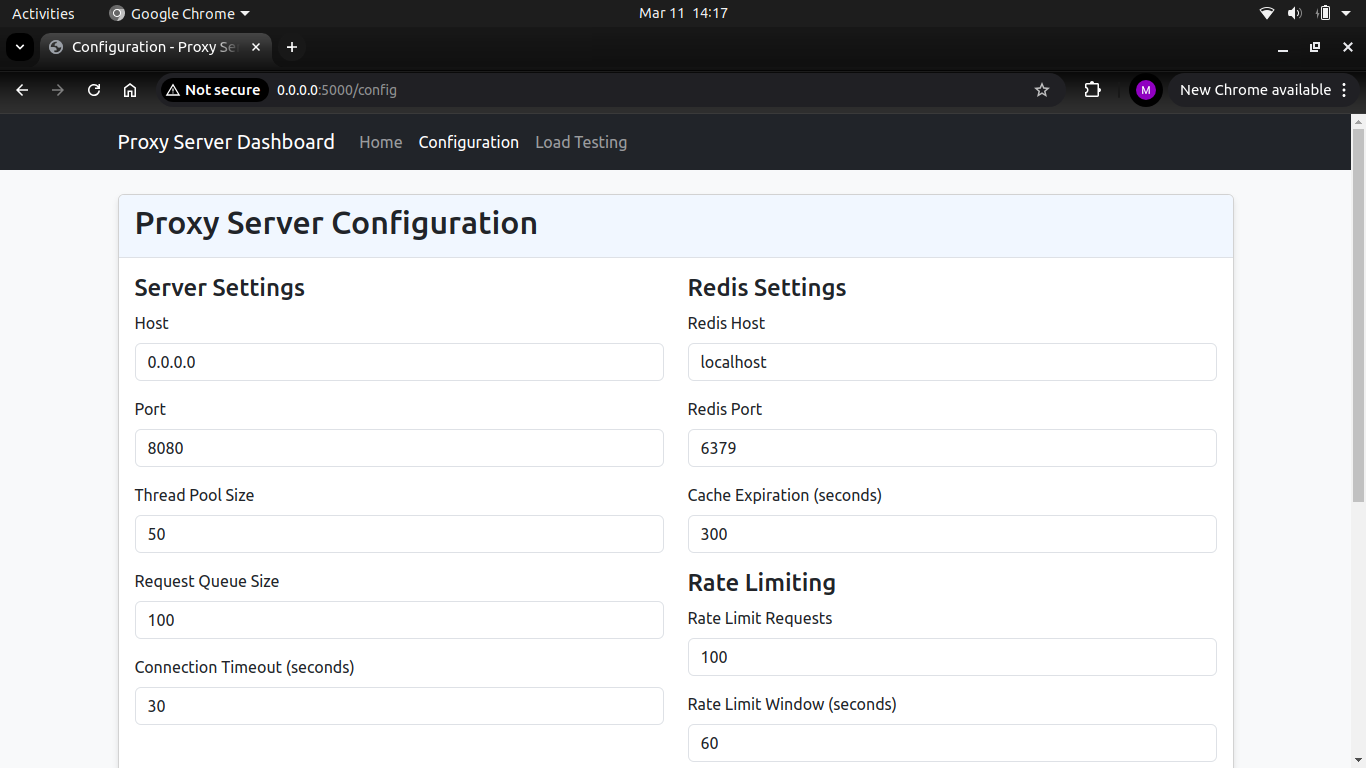 Activities
Google Chrome
Mar 11 14:17
Configuration - Proxy Se
Not secure
0.0.0.0:5000/config
M
New Chrome available
Proxy Server Dashboard
Home
Configuration
Load Testing
Proxy Server Configuration
Server Settings
Host
0.0.0.0
Port
8080
Thread Pool Size
50
Request Queue Size
100
Connection Timeout (seconds)
30
Redis Settings
Redis Host
localhost
Redis Port
6379
Cache Expiration (seconds)
300
Rate Limiting
Rate Limit Requests
100
Rate Limit Window (seconds)
60